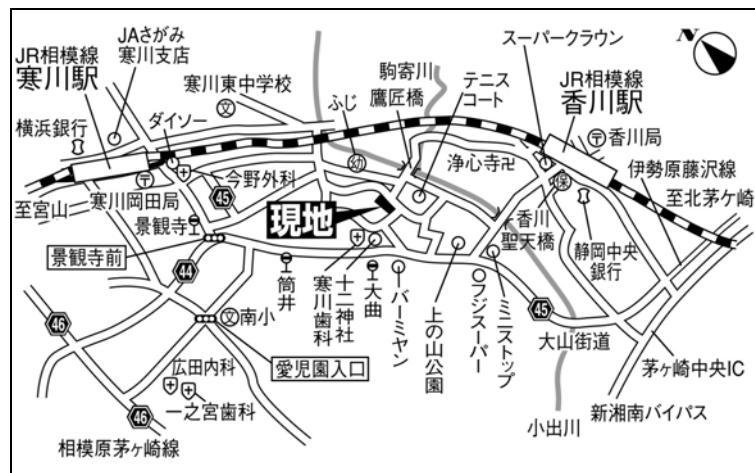 JAさがみ
寒川支店
JR相模線
寒川駅
横浜銀行
ダイソー
寒川東中学校
文
ふじ
幼
駒寄川
鷹匠橋
テニス
コート
スーパークラウン
JR相模線
香川駅
〒香川局
N
伊勢原藤沢線
至北茅ケ崎
浄心寺卍
保
香川
聖天橋
静岡中央
銀行
至宮山
〒
寒川岡田局
今野外科
45
景観寺
現地
景観寺前
44
46
筒井
寒川歯科
十二神社
大曲
バーミヤン
上の山公園
フジスーパー
ミニストップ
45
大山街道
茅ヶ崎中央IC
新湘南バイパス
小出川
文南小
愛児園入口
広田内科
一之宮歯科
46
相模原茅ヶ崎線